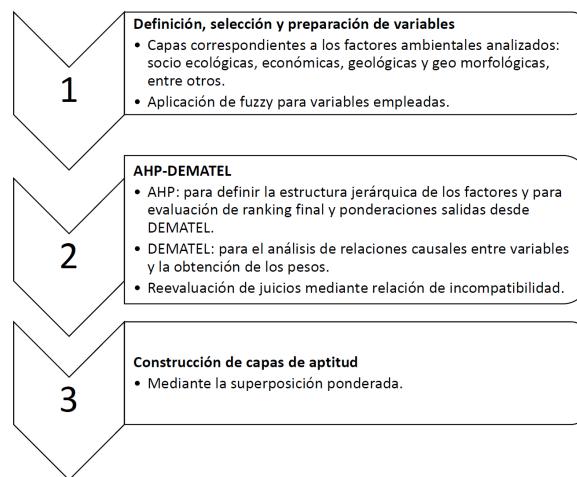 1
Definición, selección y preparación de variables
• Capas correspondientes a los factores ambientales analizados:
socio ecológicas, económicas, geológicas y geo morfológicas,
entre otros.
• Aplicación de fuzzy para variables empleadas.
2
AHP-DEMATEL
• AHP: para definir la estructura jerárquica de los factores y para
evaluación de ranking final y ponderaciones salidas desde
DEMATEL.
• DEMATEL: para el análisis de relaciones causales entre variables
y la obtención de los pesos.
• Reevaluación de juicios mediante relación de incompatibilidad.
3
Construcción de capas de aptitud
• Mediante la superposición ponderada.